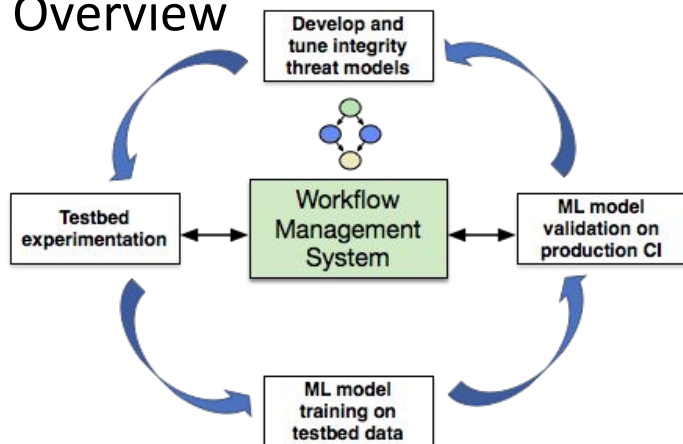 Overview
Develop and
tune integrity
threat models
Testbed
experimentation
Workflow
Management
System
ML model
validation on
production CI
ML model
training on
testbed data